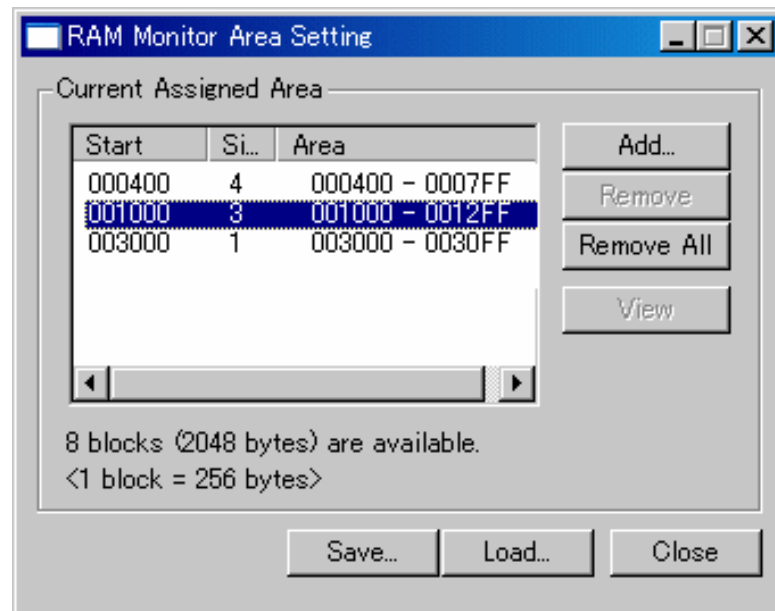 RAM Monitor Area Setting
Current Assigned Area
Start Si... Area
000400 4 000400 - 0007FF
001000 3 001000 - 0012FF
003000 1 003000 - 0030FF
Add...
Remove
Remove All
View
8 blocks (2048 bytes) are available.
<1 block = 256 bytes>
Save... Load... Close